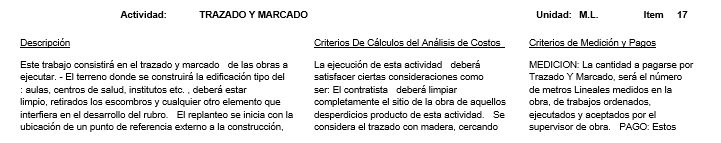 Actividad: TRAZADO Y MARCADO Unidad: M.L. Item 17
Descripción
Este trabajo consistirá en el trazado y marcado de las obras a
ejecutar. - El terreno donde se construirá la edificación tipo del
: aulas, centros de salud, institutos etc. , deberá estar
limpio, retirados los escombros y cualquier otro elemento que
interfiera en el desarrollo del rubro. El replanteo se inicia con la
ubicación de un punto de referencia externo a la construcción,
Criterios De Cálculos del Análisis de Costos
La ejecución de esta actividad deberá
satisfacer ciertas consideraciones como
ser: El contratista deberá limpiar
completamente el sitio de la obra de aquellos
desperdicios producto de esta actividad. Se
considera el trazado con madera, cercando
Criterios de Medición y Pagos
MEDICION: La cantidad a pagarse por
Trazado Y Marcado, será el número
de metros Lineales medidos en la
obra, de trabajos ordenados,
ejecutados y aceptados por el
supervisor de obra. PAGO: Estos